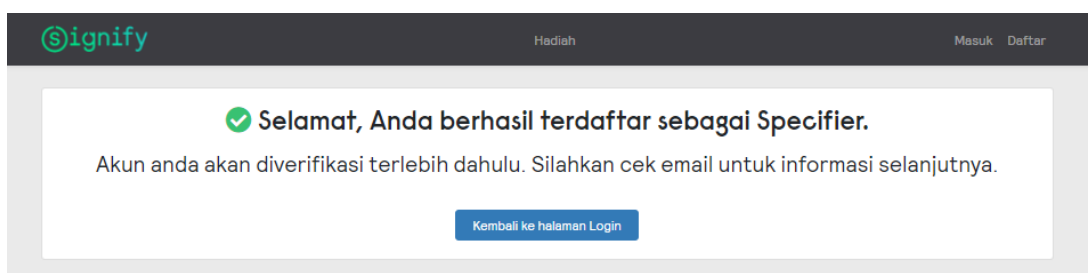 Signify
Hadiah
Masuk Daftar
Selamat, Anda berhasil terdaftar sebagai Specifier.
Akun anda akan diverifikasi terlebih dahulu. Silahkan cek email untuk informasi selanjutnya.
Kembali ke halaman Login